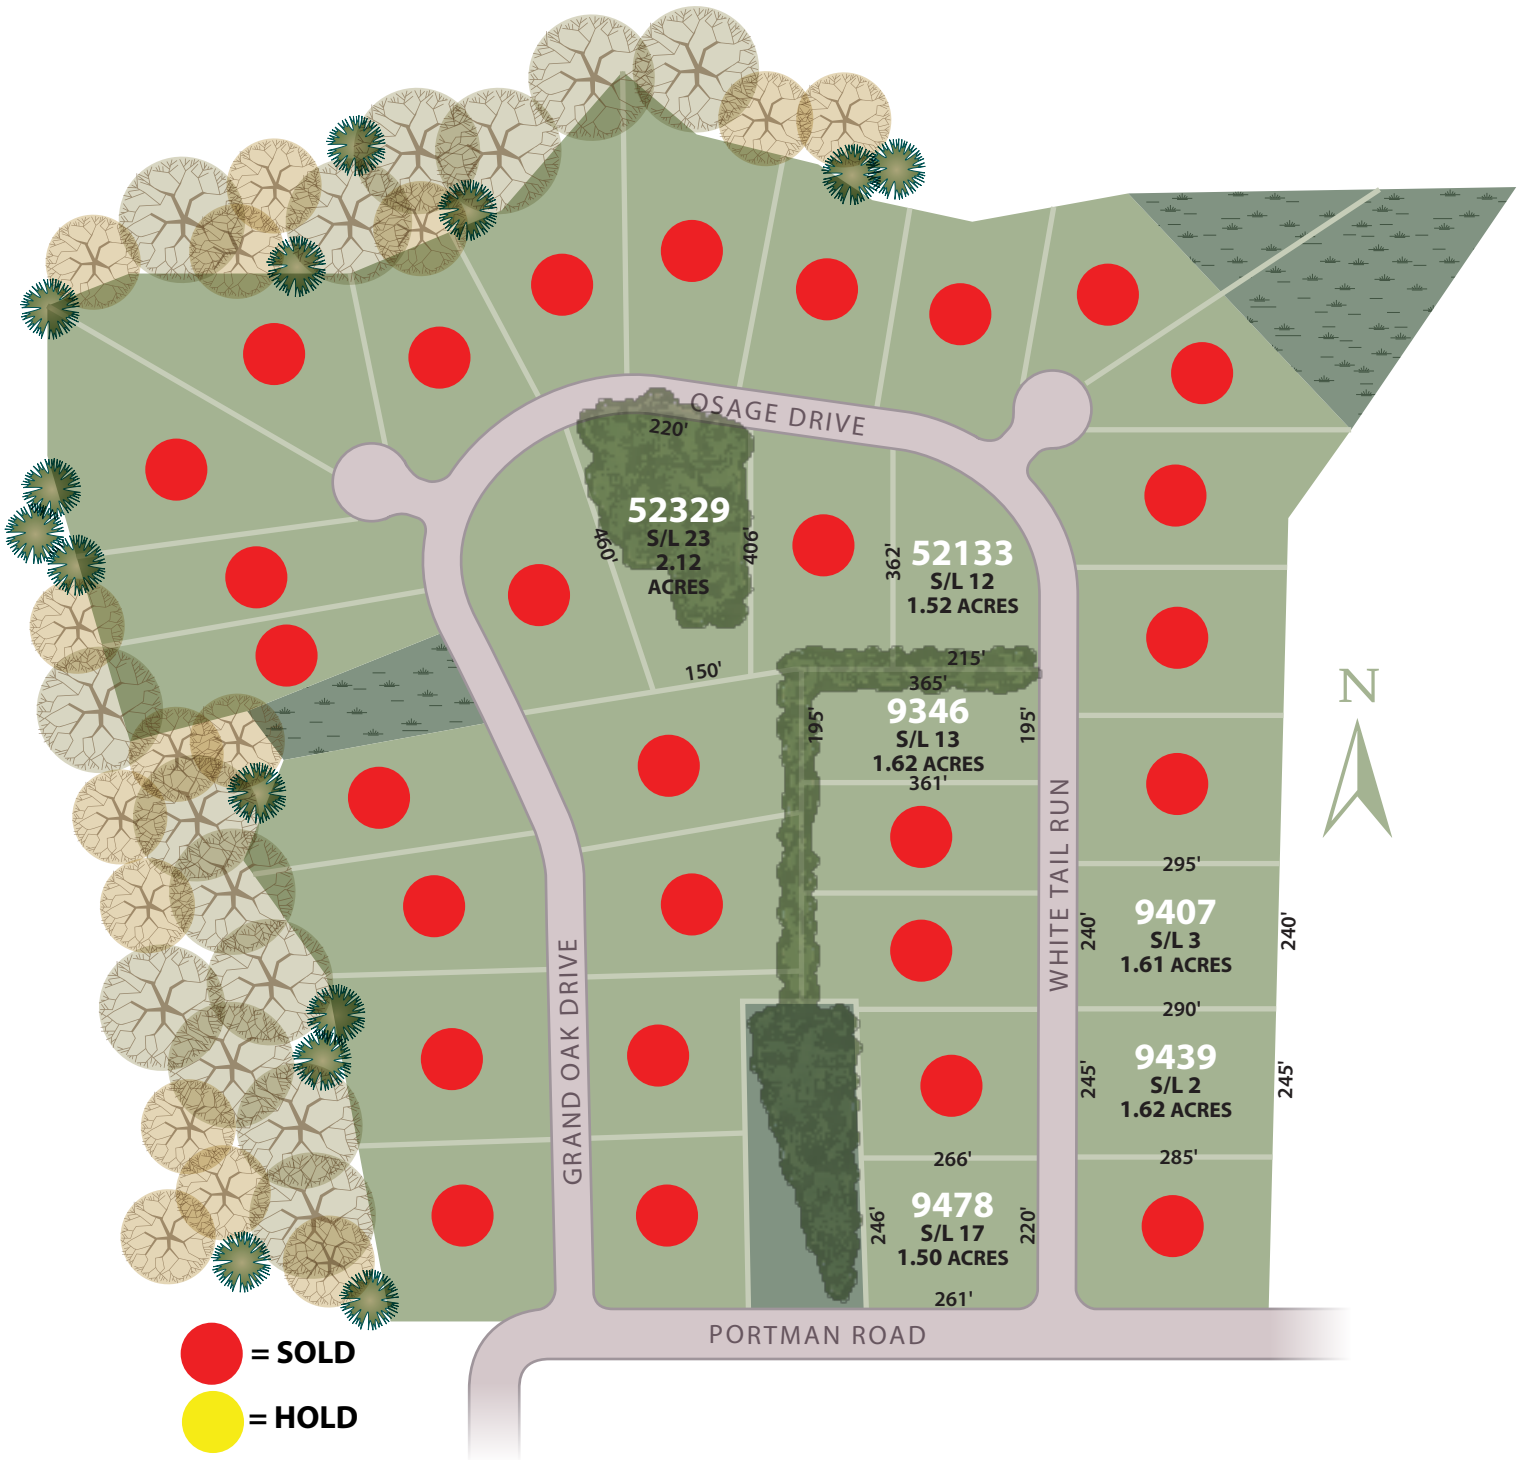 OSAGE DRIVE
220'
52329
S/L 23
2.12
ACRES
460'
406'
150'
362'
52133
S/L 12
1.52 ACRES
215'
365'
9346
S/L 13
1.62 ACRES
195'
195'
361'
N
WHITE TAIL RUN
295'
9407
S/L 3
1.61 ACRES
240'
240'
290'
9439
S/L 2
1.62 ACRES
245'
245'
285'
GRAND OAK DRIVE
266'
9478
S/L 17
1.50 ACRES
246'
220'
261'
PORTMAN ROAD
= SOLD
= HOLD